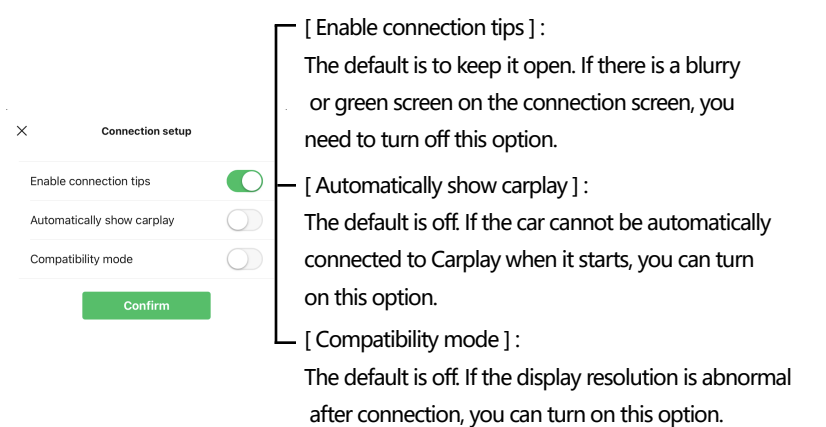 Connection setup
Enable connection tips
Automatically show carplay
Compatibility mode
Confirm
[ Enable connection tips ] :
The default is to keep it open. If there is a blurry
or green screen on the connection screen, you
need to turn off this option.
[ Automatically show carplay ] :
The default is off. If the car cannot be automatically
connected to Carplay when it starts, you can turn
on this option.
[ Compatibility mode ] :
The default is off. If the display resolution is abnormal
after connection, you can turn on this option.